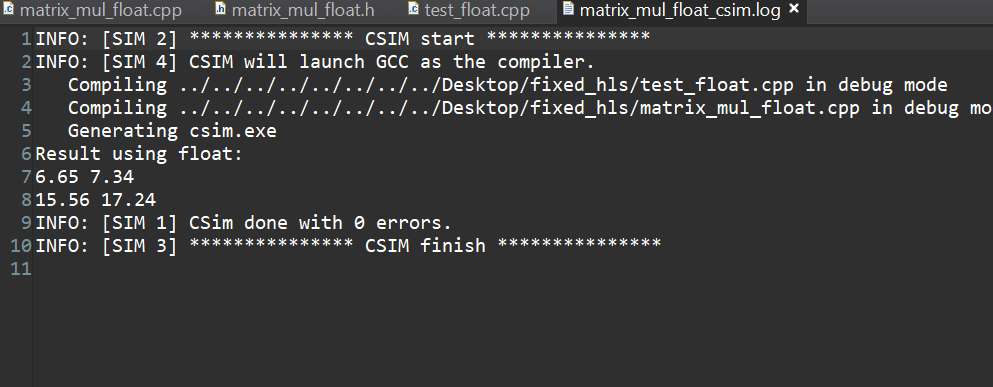 matrix_mul_float.cpp matrix_mul_float.h test_float.cpp matrix_mul_float_csim.log
1 INFO: [SIM 2] *************** CSIM start ***************
2 INFO: [SIM 4] CSIM will launch GCC as the compiler.
3 Compiling ../../../../../../../Desktop/fixed_hls/test_float.cpp in debug mode
4 Compiling ../../../../../../../Desktop/fixed_hls/matrix_mul_float.cpp in debug mo
5 Generating csim.exe
6 Result using float:
7 6.65 7.34
8 15.56 17.24
9 INFO: [SIM 1] CSim done with 0 errors.
10 INFO: [SIM 3] *************** CSIM finish ***************
11